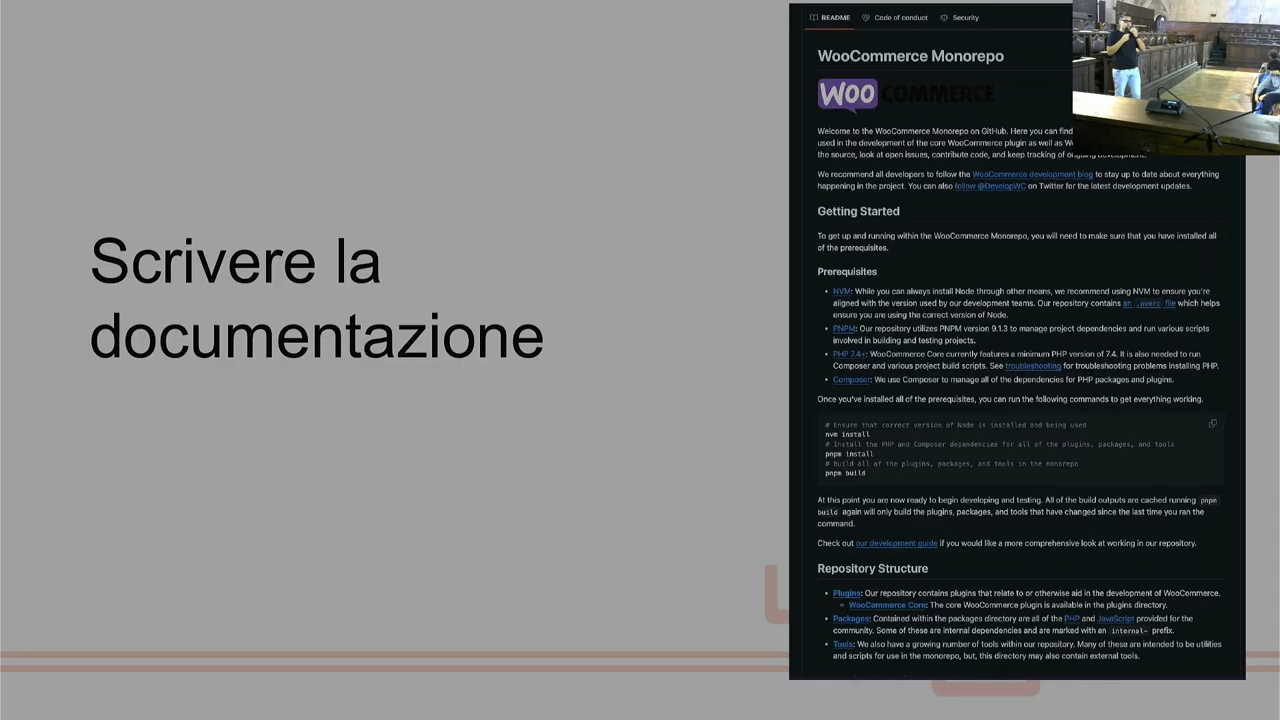 Scrivere la
documentazione
README
Code of conduct
Security
WooCommerce Monorepo
WOO COMMERCE
Welcome to the WooCommerce Monorepo on GitHub. Here you can find
used in the development of the core WooCommerce plugin as well as
the source, look at open issues, contribute code, and keep tracking of ongoing development.
We recommend all developers to follow the WooCommerce development blog to stay up to date about everything
happening in the project. You can also follow @DevelopWC on Twitter for the latest development updates.
Getting Started
To get up and running within the WooCommerce Monorepo, you will need to make sure that you have installed all
of the prerequisites.
Prerequisites
• NVM: While you can always install Node through other means, we recommend using NVM to ensure you're
aligned with the version used by our development teams. Our repository contains an .nvmrc file which helps
ensure you are using the correct version of Node.
• PNPM: Our repository utilizes PNPM version 9.1.3 to manage project dependencies and run various scripts
involved in building and testing projects.
• PHP 7.4+: WooCommerce Core currently features a minimum PHP version of 7.4. It is also needed to run
Composer and various project build scripts. See troubleshooting for troubleshooting problems installing PHP.
• Composer: We use Composer to manage all of the dependencies for PHP packages and plugins.
Once you've installed all of the prerequisites, you can run the following commands to get everything working.
# Ensure that correct version of Node is installed and being used
nvm install
# Install the PHP and Composer dependencies for all of the plugins, packages, and tools
pnpm install
# Build all of the plugins, packages, and tools in the monorepo
pnpm build
At this point you are now ready to begin developing and testing. All of the build outputs are cached running pnpm
build again will only build the plugins, packages, and tools that have changed since the last time you ran the
command.
Check out our development guide if you would like a more comprehensive look at working in our repository.
Repository Structure
• Plugins: Our repository contains plugins that relate to or otherwise aid in the development of WooCommerce.
◦ WooCommerce Core: The core WooCommerce plugin is available in the plugins directory.
• Packages: Contained within the packages directory are all of the PHP and JavaScript provided for the
community. Some of these are internal dependencies and are marked with an internal- prefix.
• Tools: We also have a growing number of tools within our repository. Many of these are intended to be utilities
and scripts for use in the monorepo, but, this directory may also contain external tools.